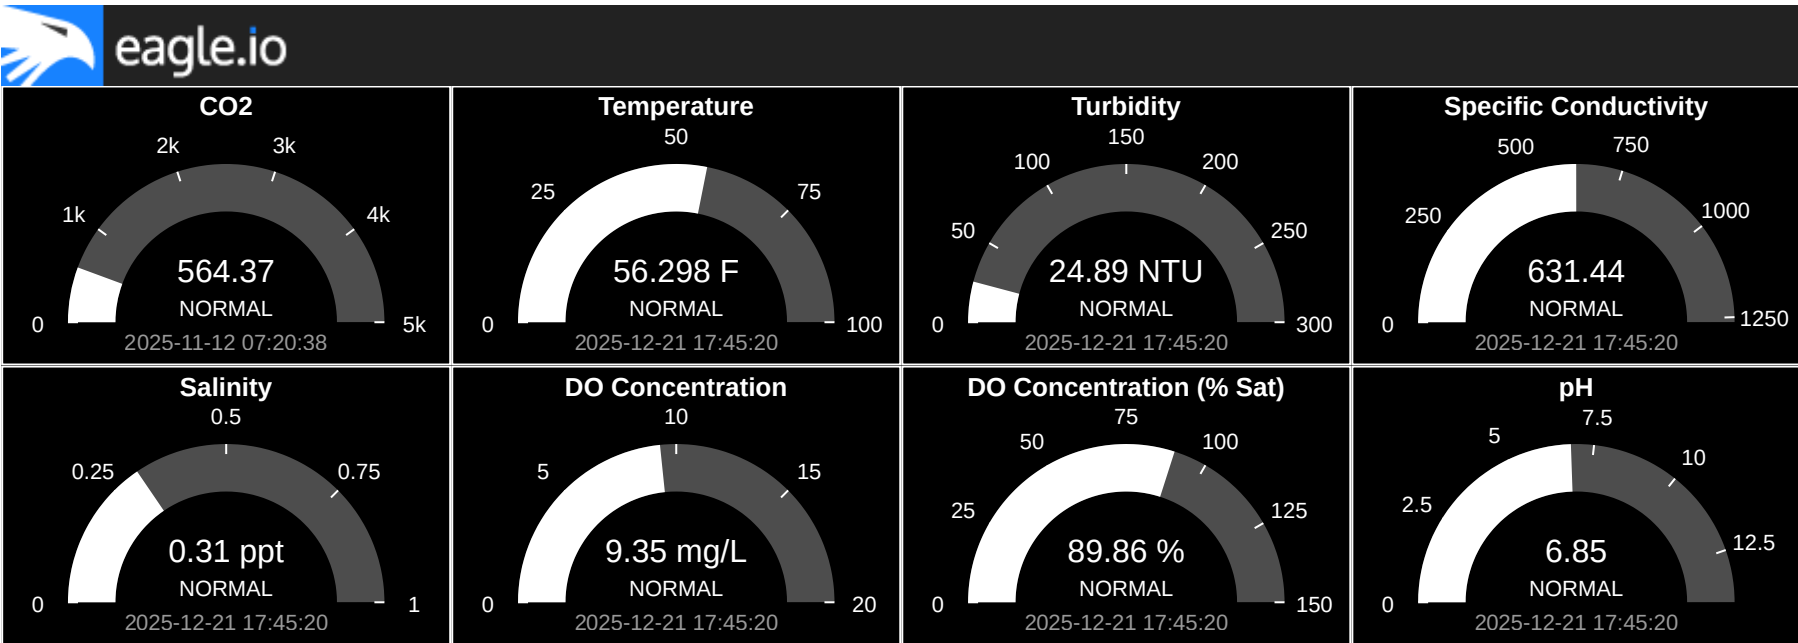 eagle.io
CO2
0
1k
2k
3k
4k
5k
564.37
NORMAL
2025-11-12 07:20:38
Temperature
0
25
50
75
100
56.298 F
NORMAL
2025-12-21 17:45:20
Turbidity
0
50
100
150
200
250
300
24.89 NTU
NORMAL
2025-12-21 17:45:20
Specific Conductivity
0
250
500
750
1000
1250
631.44
NORMAL
2025-12-21 17:45:20
Salinity
0
0.25
0.5
0.75
1
0.31 ppt
NORMAL
2025-12-21 17:45:20
DO Concentration
0
5
10
15
20
9.35 mg/L
NORMAL
2025-12-21 17:45:20
DO Concentration (% Sat)
0
25
50
75
100
125
150
89.86 %
NORMAL
2025-12-21 17:45:20
pH
0
2.5
5
7.5
10
12.5
6.85
NORMAL
2025-12-21 17:45:20